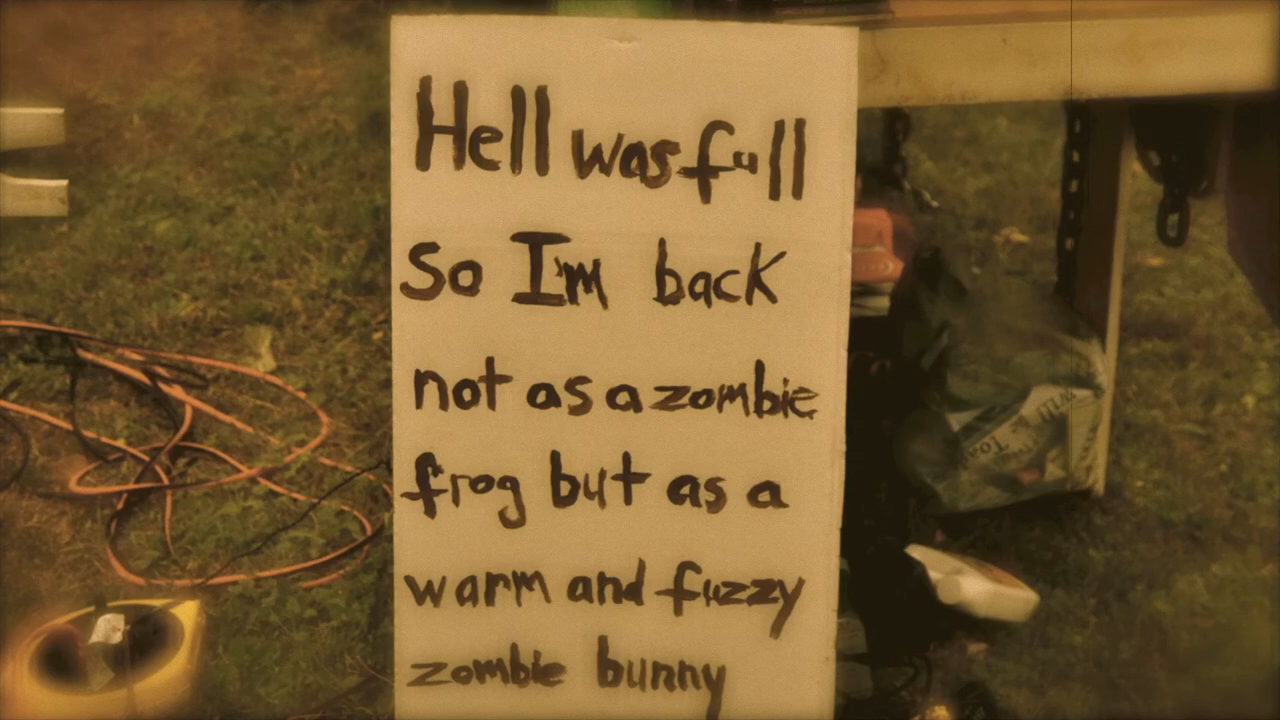 Hell was full
So I'm back
not as a zombie
frog but as a
warm and fuzzy
zombie bunny